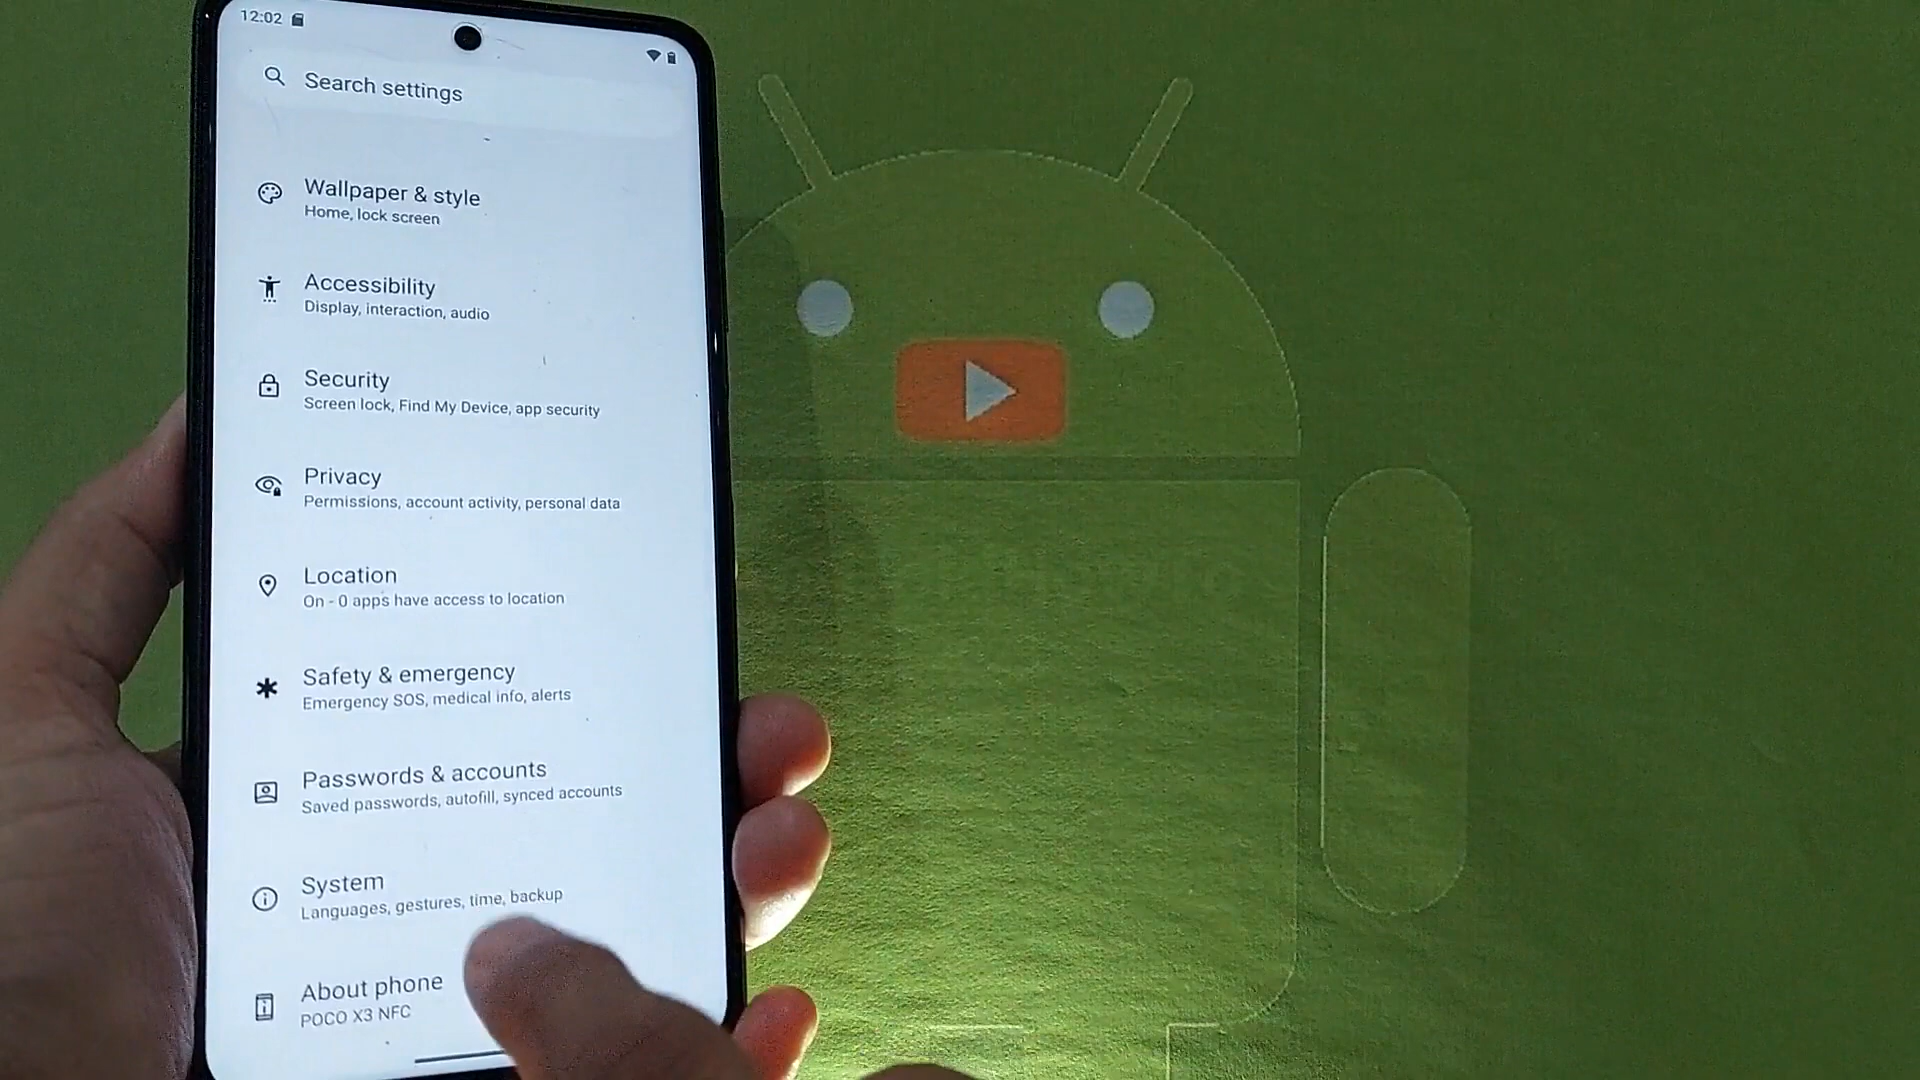 12:02
Search settings
Wallpaper & style
Home, lock screen
Accessibility
Display, interaction, audio
Security
Screen lock, Find My Device, app security
Privacy
Permissions, account activity, personal data
Location
On - 0 apps have access to location
Safety & emergency
Emergency SOS, medical info, alerts
Passwords & accounts
Saved passwords, autofill, synced accounts
System
Languages, gestures, time, backup
About phone
POCO X3 NFC